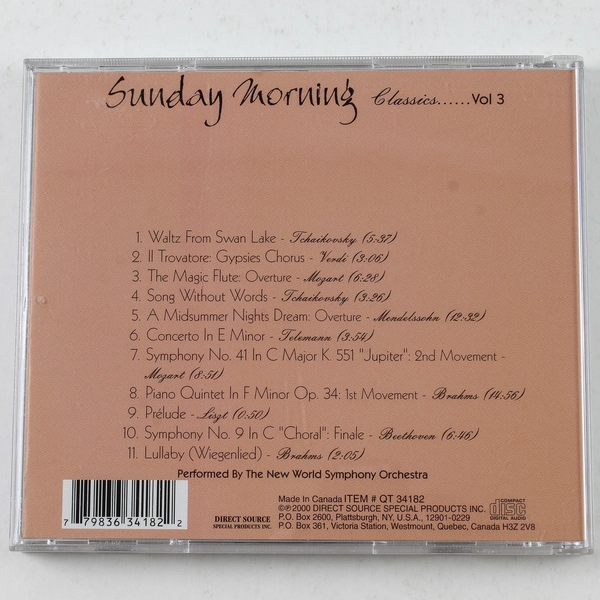 Sunday Morning Classics......Vol 3
1. Waltz From Swan Lake - Tchaikovsky (5:37)
2. Il Trovatore: Gypsies Chorus - Verdi (3:06)
3. The Magic Flute: Overture - Mozart (6:28)
4. Song Without Words - Tchaikovsky (3:26)
5. A Midsummer Nights Dream: Overture - Mendelssohn (12:32)
6. Concerto In E Minor - Telemann (3:54)
7. Symphony No. 41 In C Major K 551 "Jupiter": 2nd Movement -
Mozart (8:51)
8. Piano Quintet In F Minor Op. 34: 1st Movement - Brahms (14:56)
9. Prélude - Liszt (0:50)
10. Symphony No. 9 In C "Choral": Finale - Beethoven (6:46)
11. Lullaby (Wiegenlied) - Brahms (2:05)
Performed By The New World Symphony Orchestra
7 79836 34182 2
DIRECT SOURCE
SPECIAL PRODUCTS INC.
Made In Canada ITEM # QT 34182
©℗2000 DIRECT SOURCE SPECIAL PRODUCTS INC.
P.O. Box 2600, Plattsburgh, NY, U.S.A., 12901-0229
P.O. Box 361, Victoria Station, Westmount, Quebec, Canada H3Z 2V8
COMPACT
disc
DIGITAL AUDIO